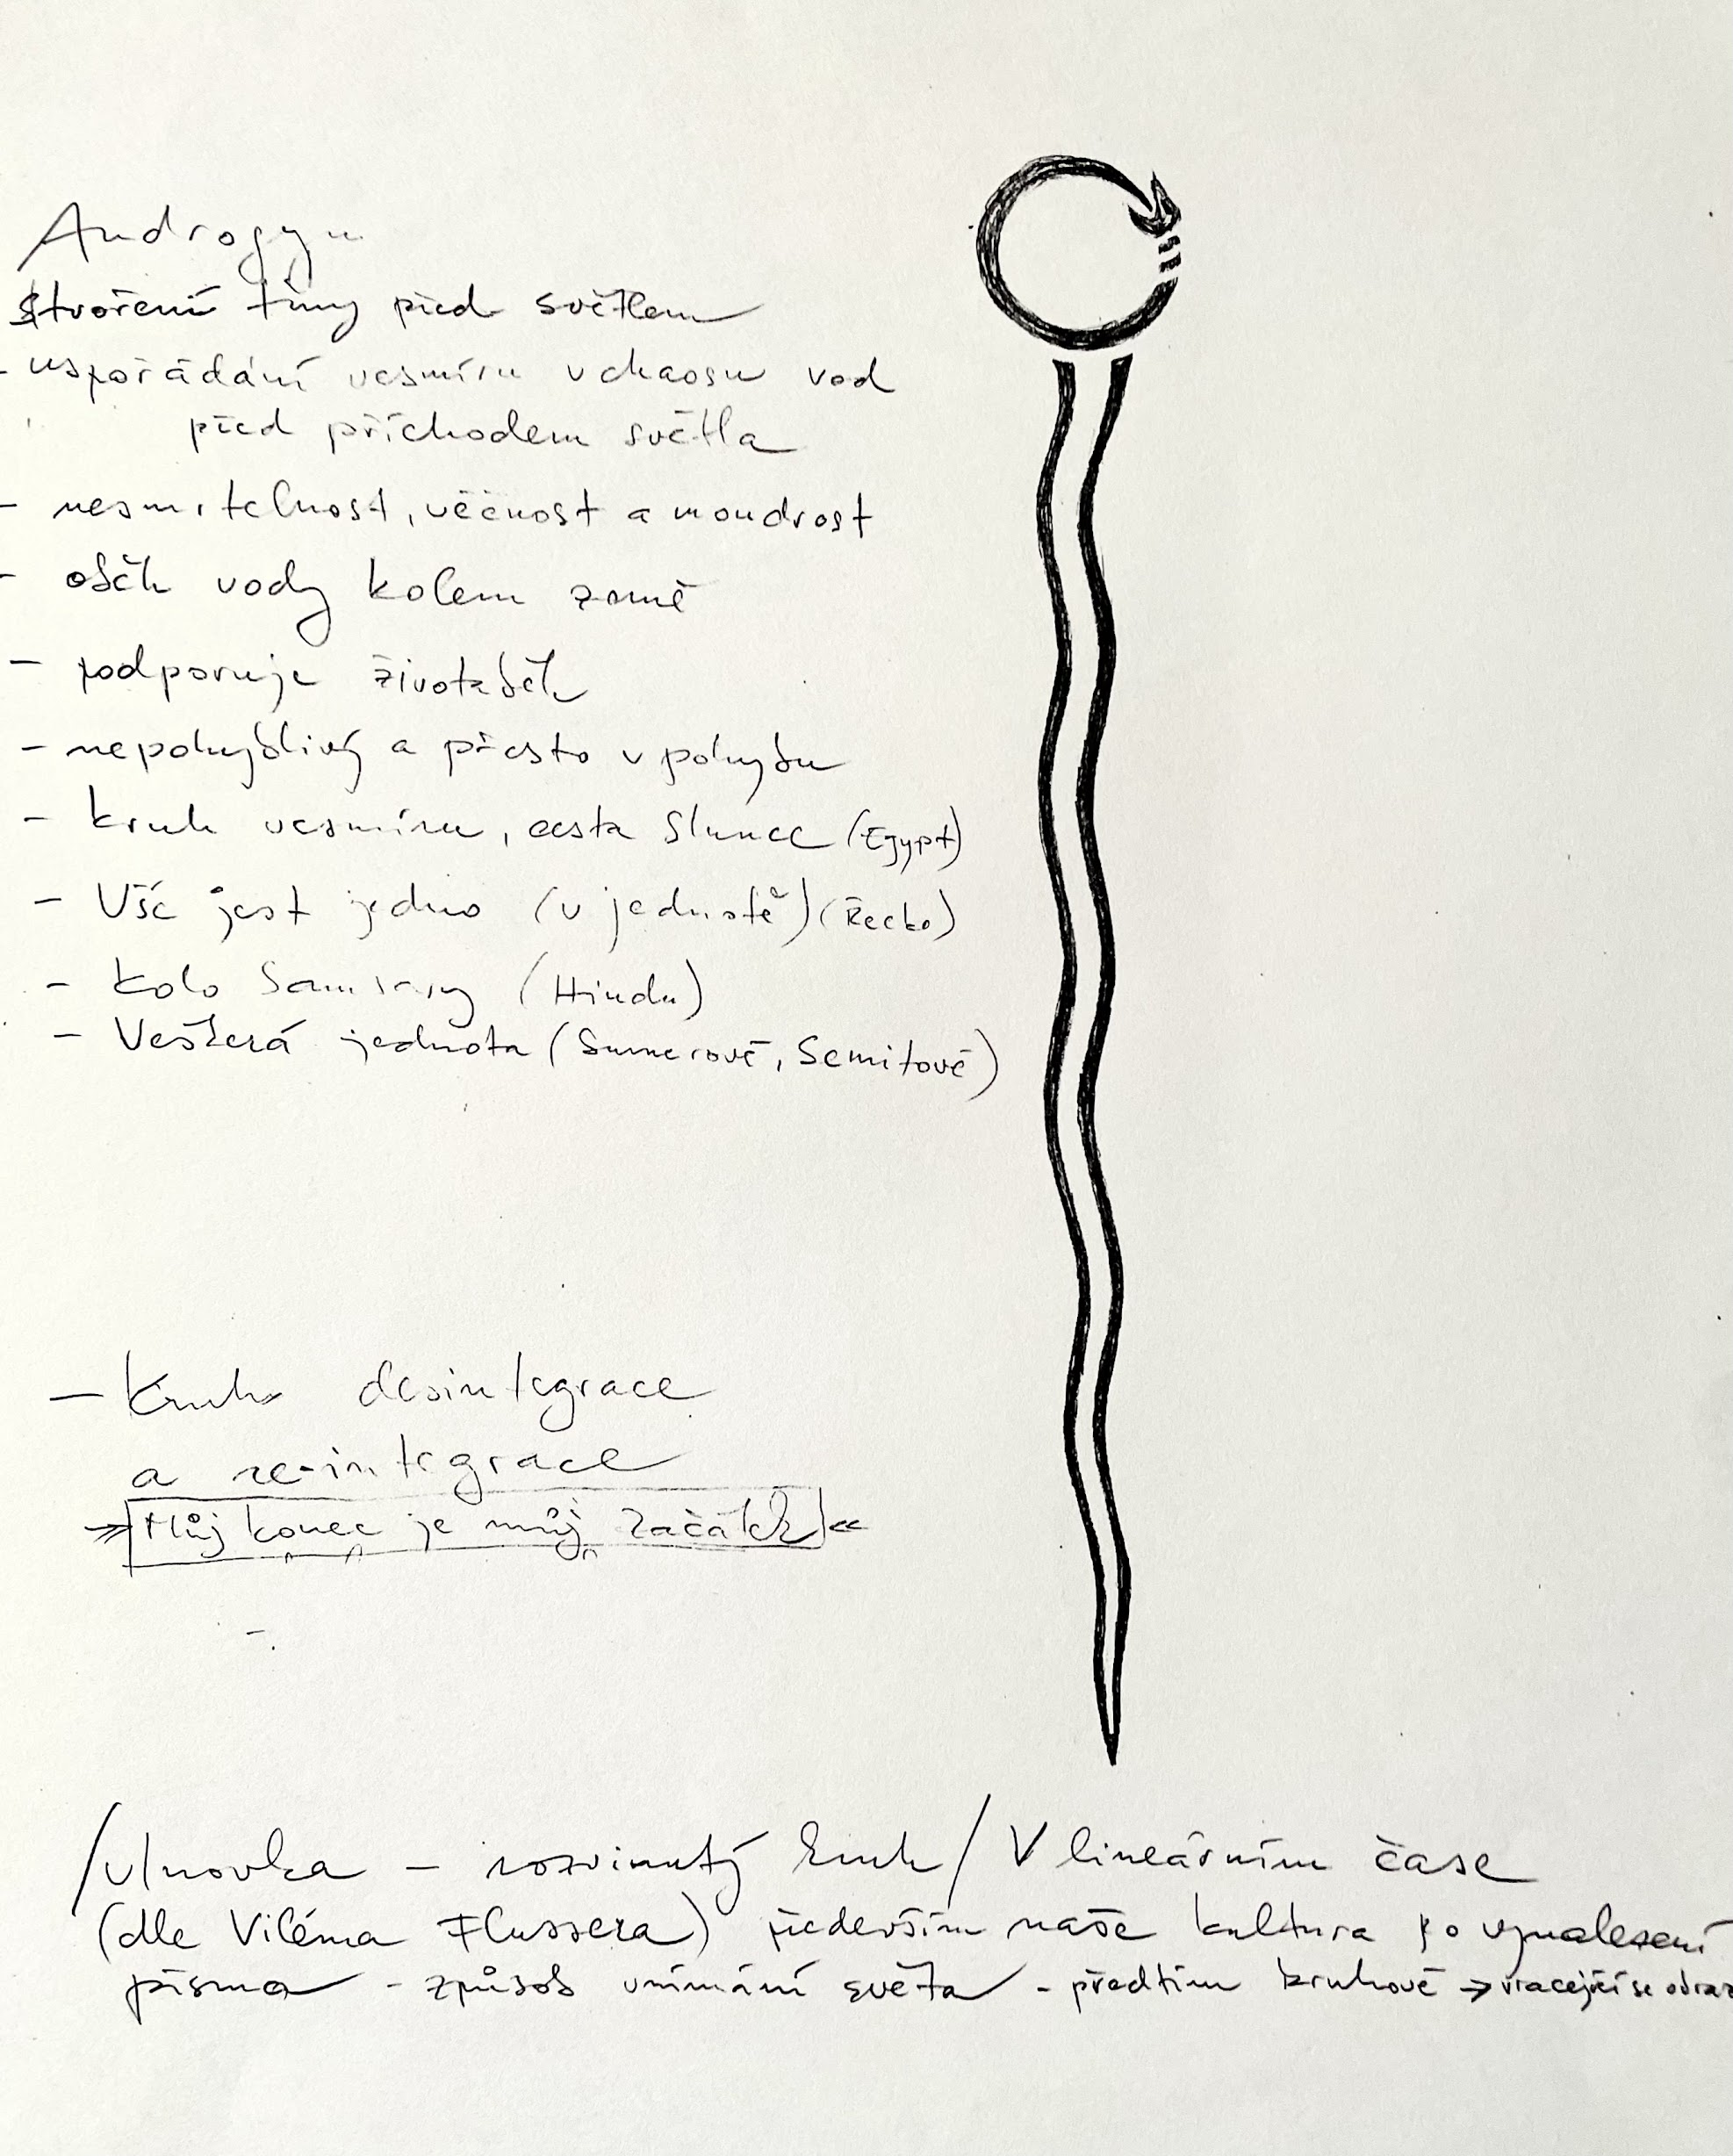 Androgyn
stvoření tmy před světlem
- uspořádání vesmíru v chaosu vod
před příchodem světla
- nesmrtelnost, věčnost a moudrost
- oběh vody kolem země
- podporuje životaběh
- nepohyblivý a přesto v pohybu
- kruh vesmíru, cesta Slunce (Egypt)
- Vše jest jedno (v jednotě) (Řecko)
- kolo Samsary (Hindu)
- Veškerá jednota (Sumerové, Semitové)
- Kruh desintegrace
a re-integrace
Můj konec je můj začátek
/vlnovka - rozvinutý kruh/ V lineárním čase
(dle Viléma Flussera) především naše kultura po vynalezení
písma - způsob vnímání světa - předtím kruhové → vracející se obraz